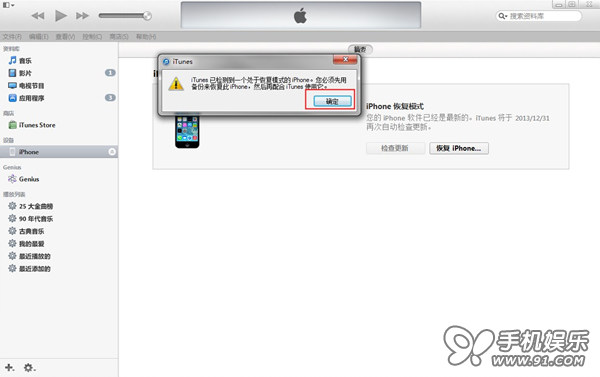 搜索资料库
文件(F) 编辑(E) 查看(V) 控制(C) 商店(S) 帮助(H)
资料库
音乐
影片 1
电视节目
应用程序 3
商店
iTunes Store
设备
iPhone
Genius
Genius
播放列表
25 大金曲榜
90 年代音乐
古典音乐
我的最爱
最近播放的
最近添加的
摘要
iTunes
iTunes 已检测到一个处于恢复模式的 iPhone。您必须先用
备份来恢复此 iPhone，然后再配合 iTunes 使用它。
确定
iPhone 恢复模式
您的 iPhone 软件已经是最新的。iTunes 将于 2013/12/31
再次自动检查更新。
检查更新 恢复 iPhone...
手机娱乐
www.91.com